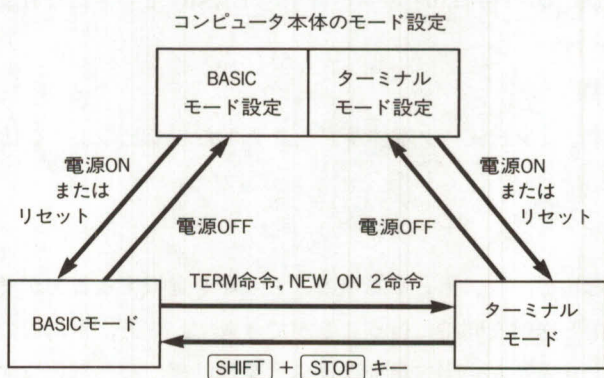 コンピュータ本体のモード設定
BASIC
モード設定
ターミナル
モード設定
電源ON
または
リセット
電源OFF
電源OFF
電源ON
または
リセット
TERM命令, NEW ON 2命令
BASICモード
ターミナル
モード
SHIFT + STOP キー